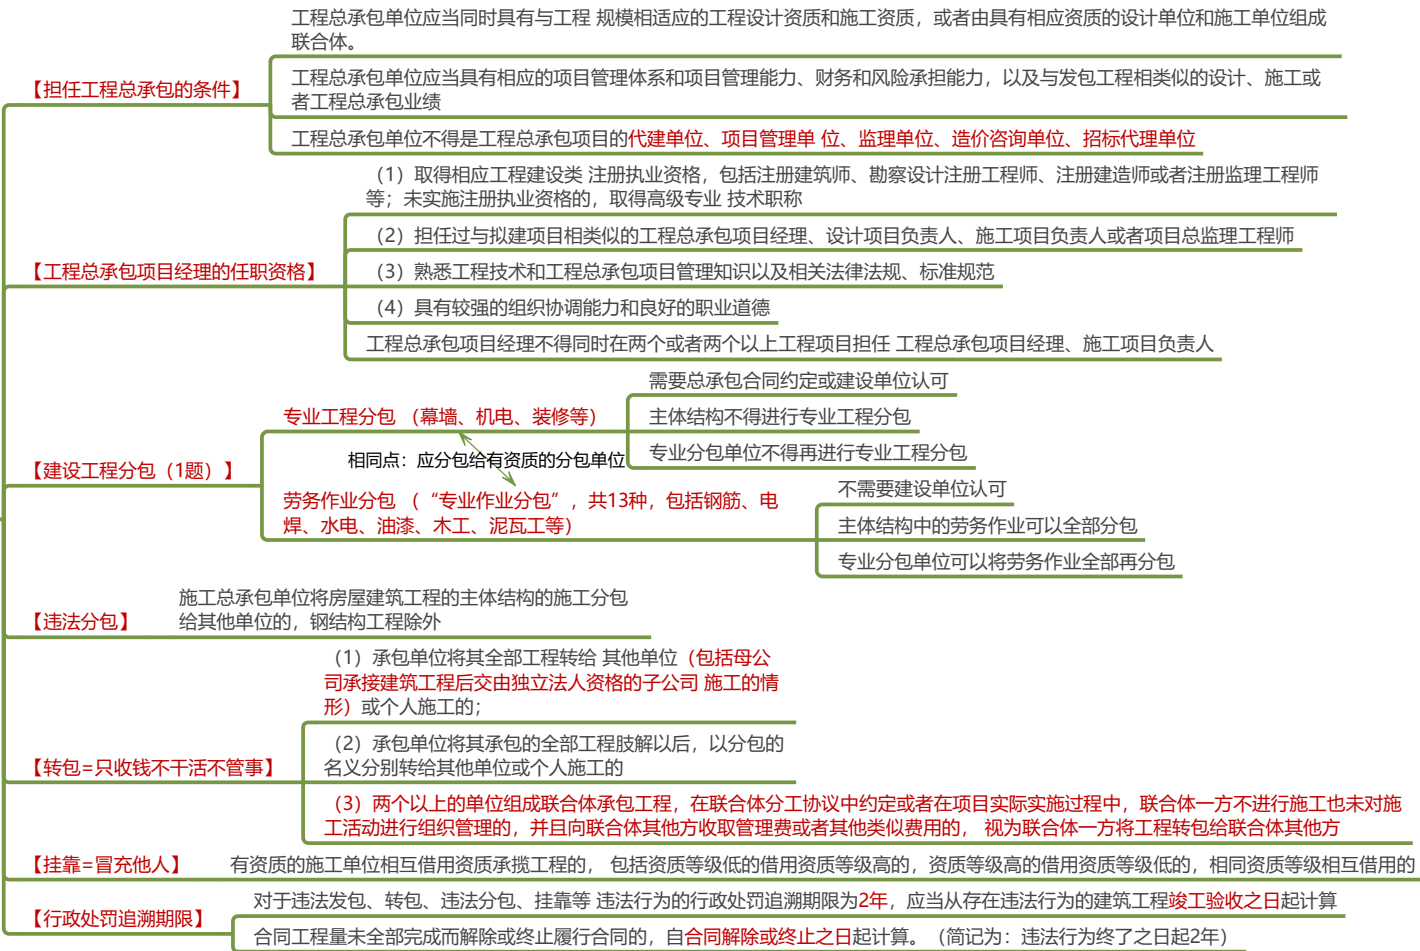 工程总承包单位应当同时具有与工程 规模相适应的工程设计资质和施工资质，或者由具有相应资质的设计单位和施工单位组成
联合体。
【担任工程总承包的条件】
工程总承包单位应当具有相应的项目管理体系和项目管理能力、财务和风险承担能力，以及与发包工程相类似的设计、施工或
者工程总承包业绩
工程总承包单位不得是工程总承包项目的代建单位、项目管理单 位、监理单位、造价咨询单位、招标代理单位
（1）取得相应工程建设类 注册执业资格，包括注册建筑师、勘察设计注册工程师、注册建造师或者注册监理工程师
等；未实施注册执业资格的，取得高级专业 技术职称
（2）担任过与拟建项目相类似的工程总承包项目经理、设计项目负责人、施工项目负责人或者项目总监理工程师
【工程总承包项目经理的任职资格】
（3）熟悉工程技术和工程总承包项目管理知识以及相关法律法规、标准规范
（4）具有较强的组织协调能力和良好的职业道德
工程总承包项目经理不得同时在两个或者两个以上工程项目担任 工程总承包项目经理、施工项目负责人
【建设工程分包（1题）】
专业工程分包 （幕墙、机电、装修等）
需要总承包合同约定或建设单位认可
主体结构不得进行专业工程分包
专业分包单位不得再进行专业工程分包
相同点：应分包给有资质的分包单位
劳务作业分包 （“专业作业分包”，共13种，包括钢筋、电
焊、水电、油漆、木工、泥瓦工等）
不需要建设单位认可
主体结构中的劳务作业可以全部分包
专业分包单位可以将劳务作业全部再分包
【违法分包】
施工总承包单位将房屋建筑工程的主体结构的施工分包
给其他单位的，钢结构工程除外
【转包=只收钱不干活不管事】
（1）承包单位将其全部工程转给 其他单位（包括母公
司承接建筑工程后交由独立法人资格的子公司 施工的情
形）或个人施工的；
（2）承包单位将其承包的全部工程肢解以后，以分包的
名义分别转给其他单位或个人施工的
（3）两个以上的单位组成联合体承包工程，在联合体分工协议中约定或者在项目实际实施过程中，联合体一方不进行施工也未对施
工活动进行组织管理的，并且向联合体其他方收取管理费或者其他类似费用的， 视为联合体一方将工程转包给联合体其他方
【挂靠=冒充他人】
有资质的施工单位相互借用资质承揽工程的， 包括资质等级低的借用资质等级高的，资质等级高的借用资质等级低的，相同资质等级相互借用的
【行政处罚追溯期限】
对于违法发包、转包、违法分包、挂靠等 违法行为的行政处罚追溯期限为2年，应当从存在违法行为的建筑工程竣工验收之日起计算
合同工程量未全部完成而解除或终止履行合同的，自合同解除或终止之日起计算。（简记为：违法行为终了之日起2年）